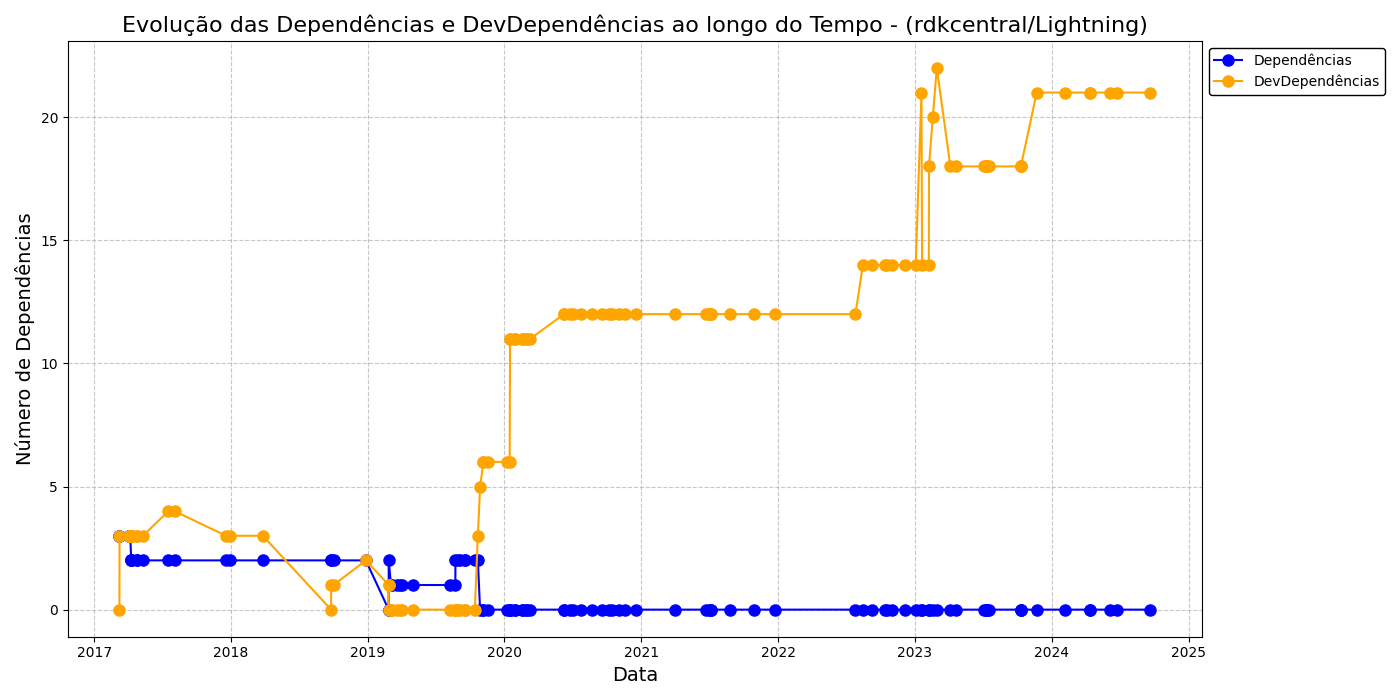 Evolução das Dependências e DevDependências ao longo do Tempo - (rdkcentral/Lightning)
Dependências
DevDependências
Número de Dependências
20
15
10
5
0
2017 2018 2019 2020 2021 2022 2023 2024 2025
Data